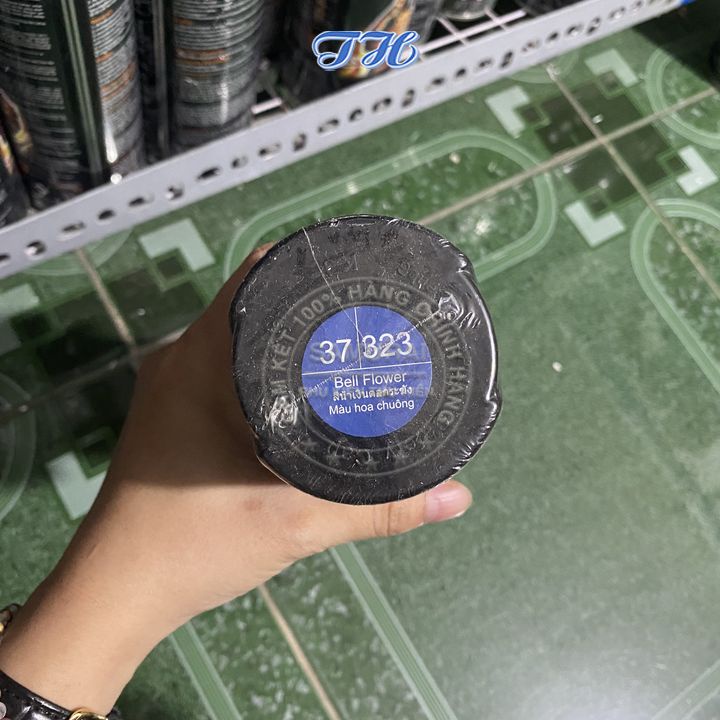 TH
37 323
Bell Flower
สีน้ำเงินดอกระฆัง
Màu hoa chuông
KẾT 100% HÀNG CHÍNH HÃNG